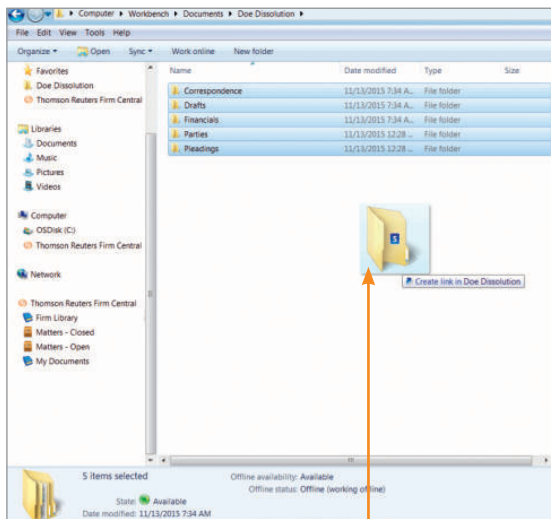 Computer Workbench Documents Doe Dissolution
File Edit View Tools Help
Organize Open Sync Work online New folder
Name Date modified Type Size
Favorites
Doe Dissolution
Thomson Reuters Firm Central
Libraries
Documents
Music
Pictures
Videos
Computer
OSDisk (C:)
Thomson Reuters Firm Central
Network
Thomson Reuters Firm Central
Firm Library
Matters - Closed
Matters - Open
My Documents
Correspondence 11/13/2015 7:34 A... File folder
Drafts 11/13/2015 7:34 A... File folder
Financials 11/13/2015 7:34 A... File folder
Parties 11/13/2015 12:28 ... File folder
Pleadings 11/13/2015 12:28 ... File folder
5
Create link in Doe Dissolution
5 items selected Offline availability: Available
Offline status: Offline (working offline)
State: Available
Date modified: 11/13/2015 7:34 AM